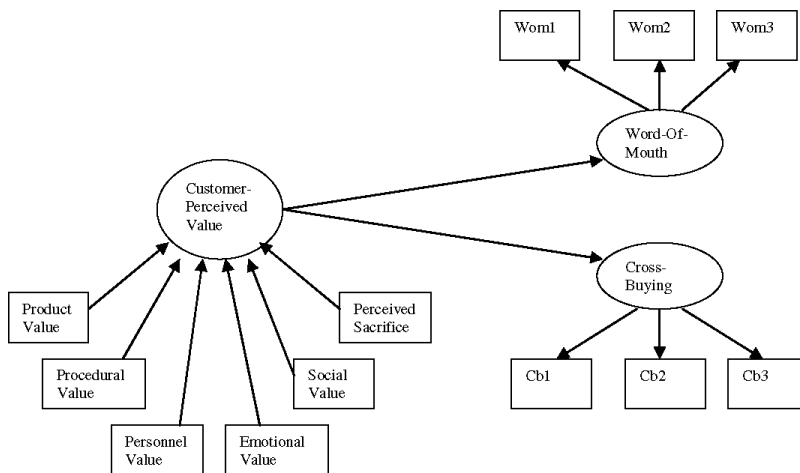 Wom1
Wom2
Wom3
Word-Of-
Mouth
Customer-
Perceived
Value
Cross-
Buying
Product
Value
Perceived
Sacrifice
Procedural
Value
Social
Value
Cb1
Cb2
Cb3
Personnel
Value
Emotional
Value